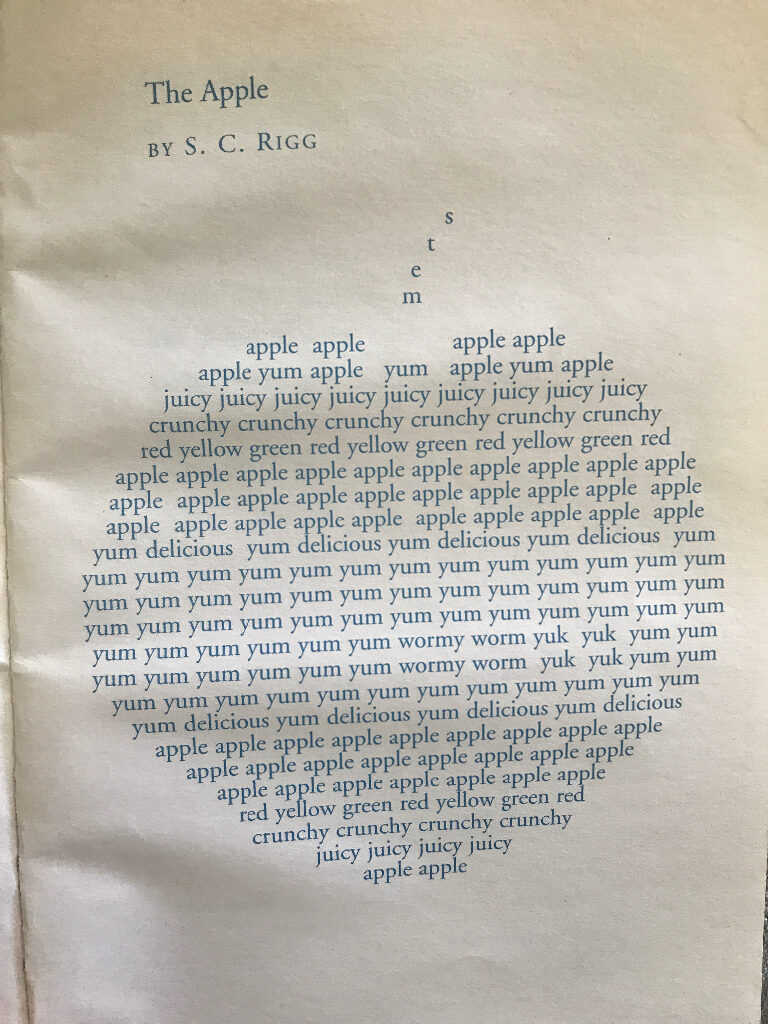 The Apple
BY S. C. RIGG
s
t
e
m
apple apple apple apple
apple yum apple yum apple yum apple
juicy juicy juicy juicy juicy juicy juicy juicy juicy
crunchy crunchy crunchy crunchy crunchy crunchy
red yellow green red yellow green red yellow green red
apple apple apple apple apple apple apple apple apple apple
apple apple apple apple apple apple apple apple apple apple
apple apple apple apple apple apple apple apple apple apple
yum delicious yum delicious yum delicious yum delicious yum
yum yum yum yum yum yum yum yum yum yum yum yum yum
yum yum yum yum yum yum yum yum yum yum yum yum yum
yum yum yum yum yum yum yum yum yum yum yum yum yum
yum yum yum yum yum yum wormy worm yuk yuk yum yum
yum yum yum yum yum yum wormy worm yuk yuk yum yum
yum yum yum yum yum yum yum yum yum yum yum yum
yum delicious yum delicious yum delicious yum delicious
apple apple apple apple apple apple apple apple apple
apple apple apple apple apple apple apple apple
apple apple apple apple apple apple apple
red yellow green red yellow green red
crunchy crunchy crunchy crunchy
juicy juicy juicy juicy
apple apple